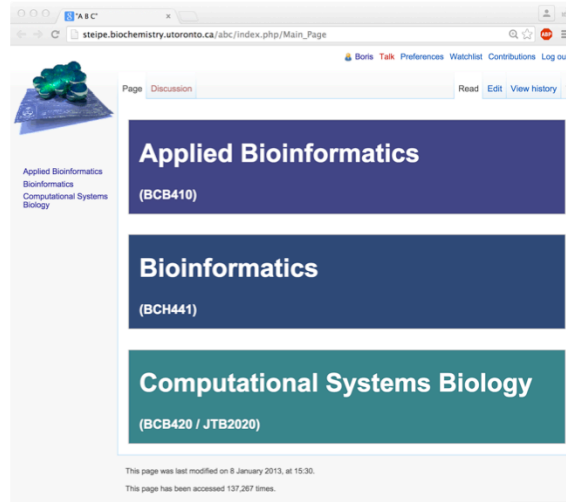 "A B C"
steipe.biochemistry.utoronto.ca/abc/index.php/Main_Page
Boris Talk Preferences Watchlist Contributions Log ou
Page Discussion Read Edit View history
Applied Bioinformatics
Bioinformatics
Computational Systems
Biology
Applied Bioinformatics
(BCB410)
Bioinformatics
(BCH441)
Computational Systems Biology
(BCB420 / JTB2020)
This page was last modified on 8 January 2013, at 15:30.
This page has been accessed 137,267 times.